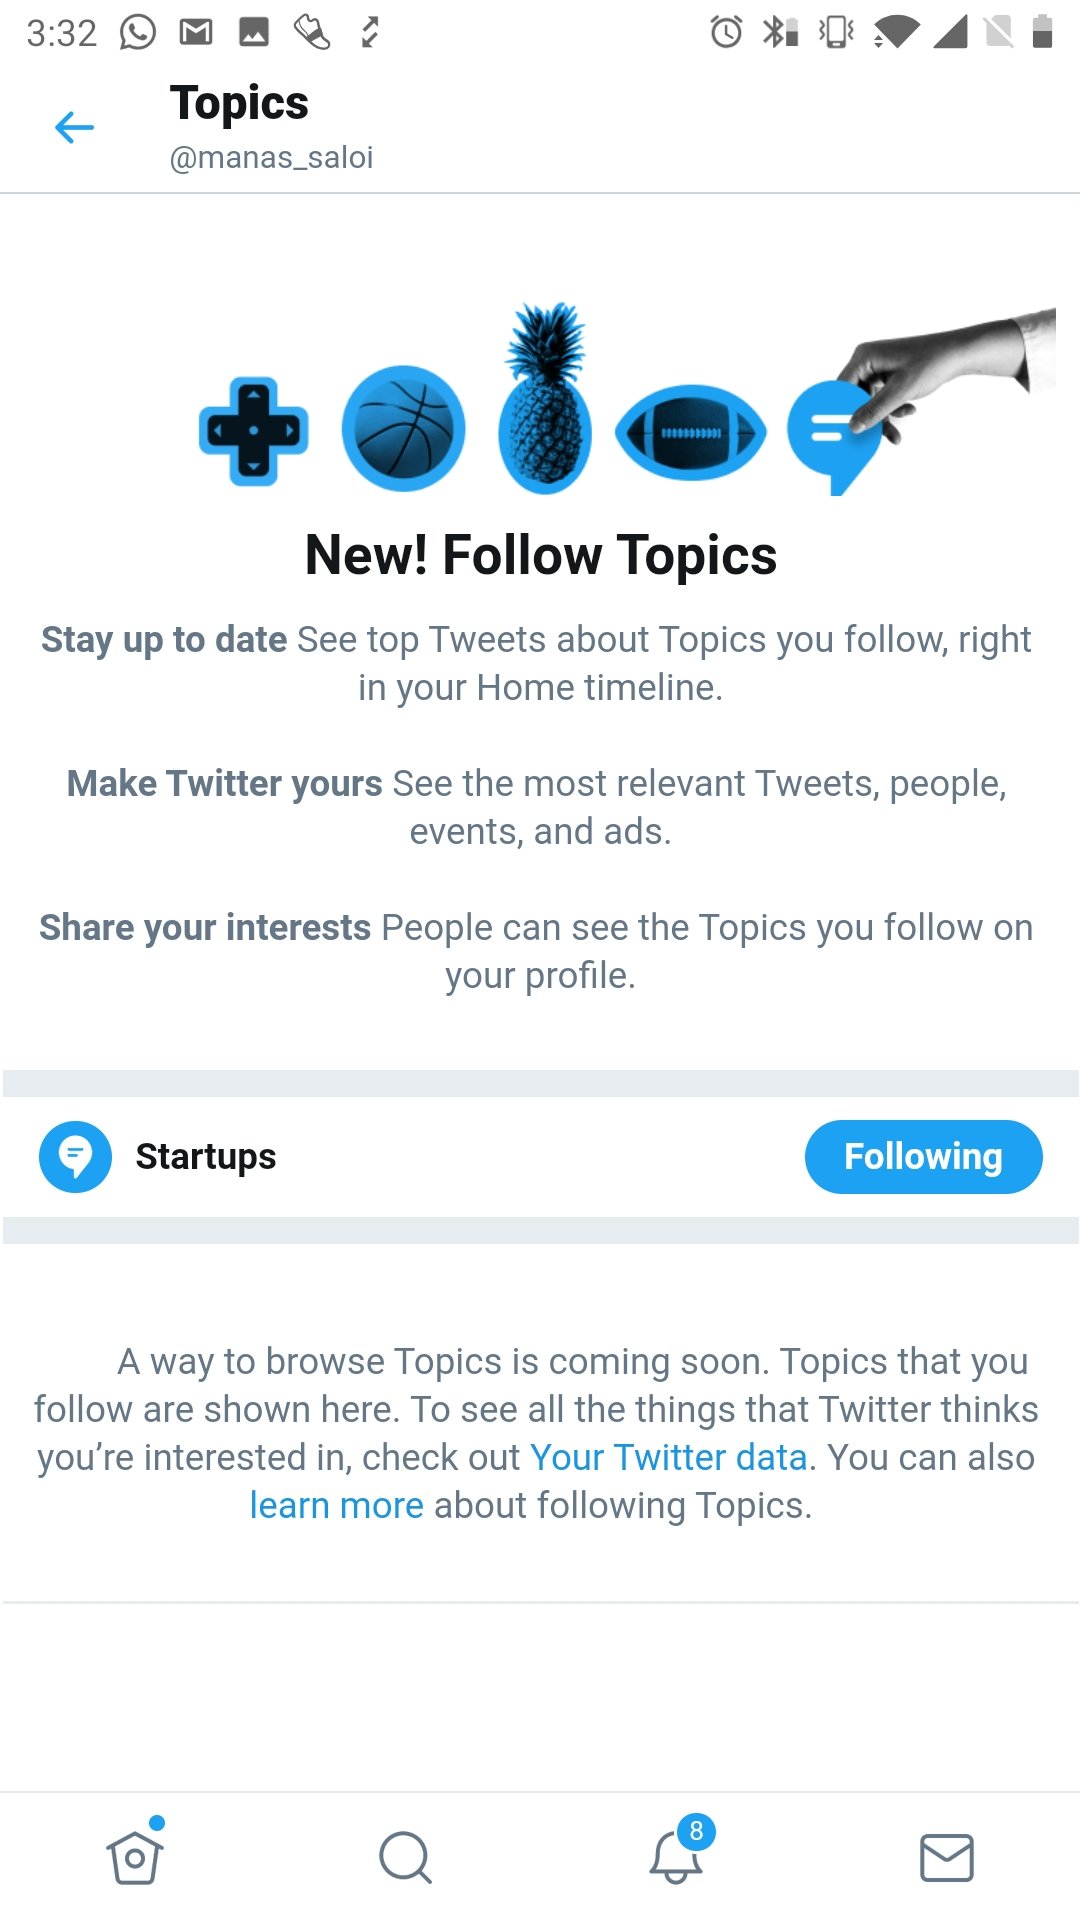 3:32
Topics
@manas_saloi
New! Follow Topics
Stay up to date See top Tweets about Topics you follow, right
in your Home timeline.
Make Twitter yours See the most relevant Tweets, people,
events, and ads.
Share your interests People can see the Topics you follow on
your profile.
Startups
Following
A way to browse Topics is coming soon. Topics that you
follow are shown here. To see all the things that Twitter thinks
you’re interested in, check out Your Twitter data. You can also
learn more about following Topics.
8